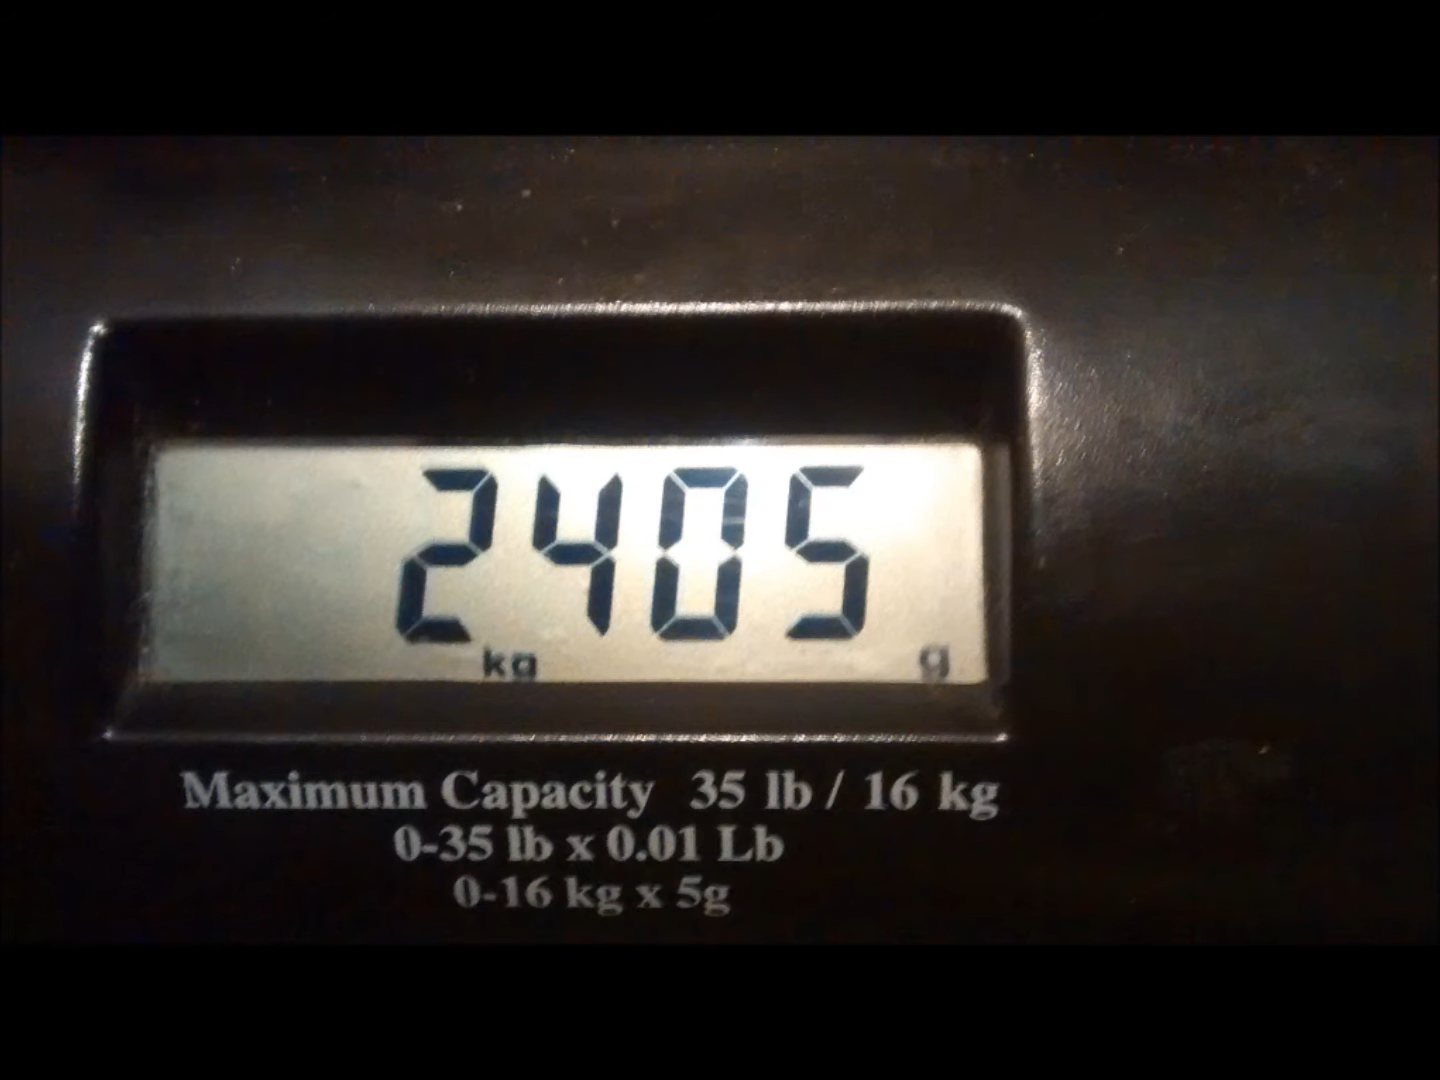 2405
kg g
Maximum Capacity 35 lb / 16 kg
0-35 lb x 0.01 Lb
0-16 kg x 5g